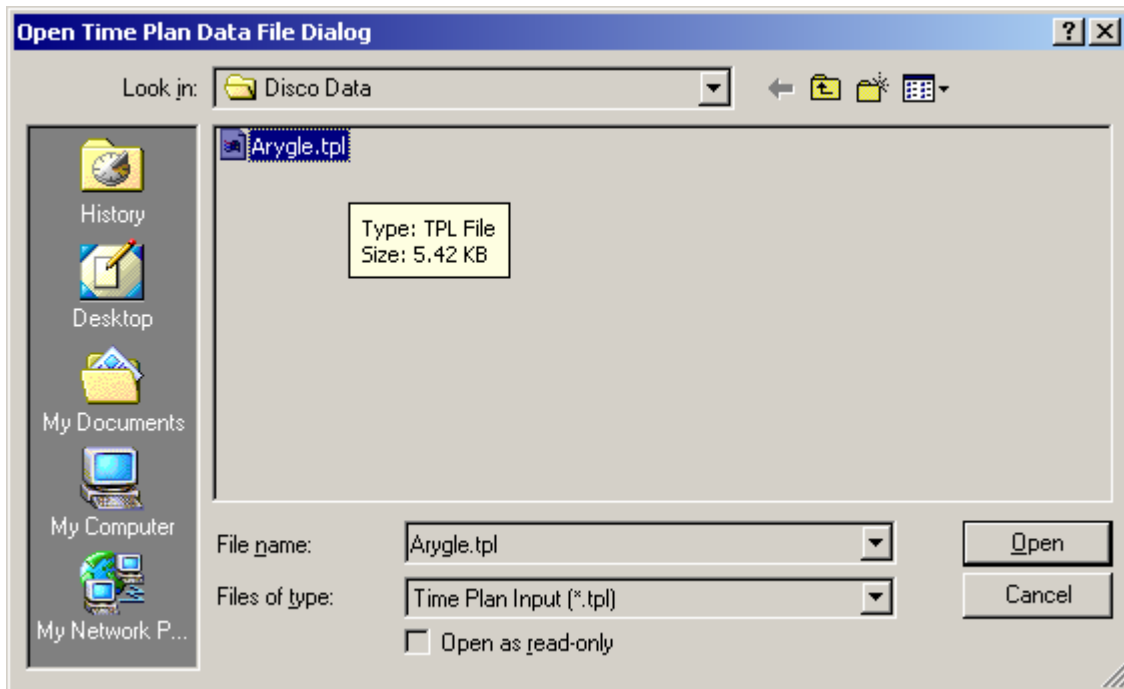 Open Time Plan Data File Dialog
Look in:
Disco Data
Arygle.tpl
Type: TPL File
Size: 5.42 KB
History
Desktop
My Documents
My Computer
My Network P...
File name:
Arygle.tpl
Open
Files of type:
Time Plan Input (*.tpl)
Cancel
Open as read-only